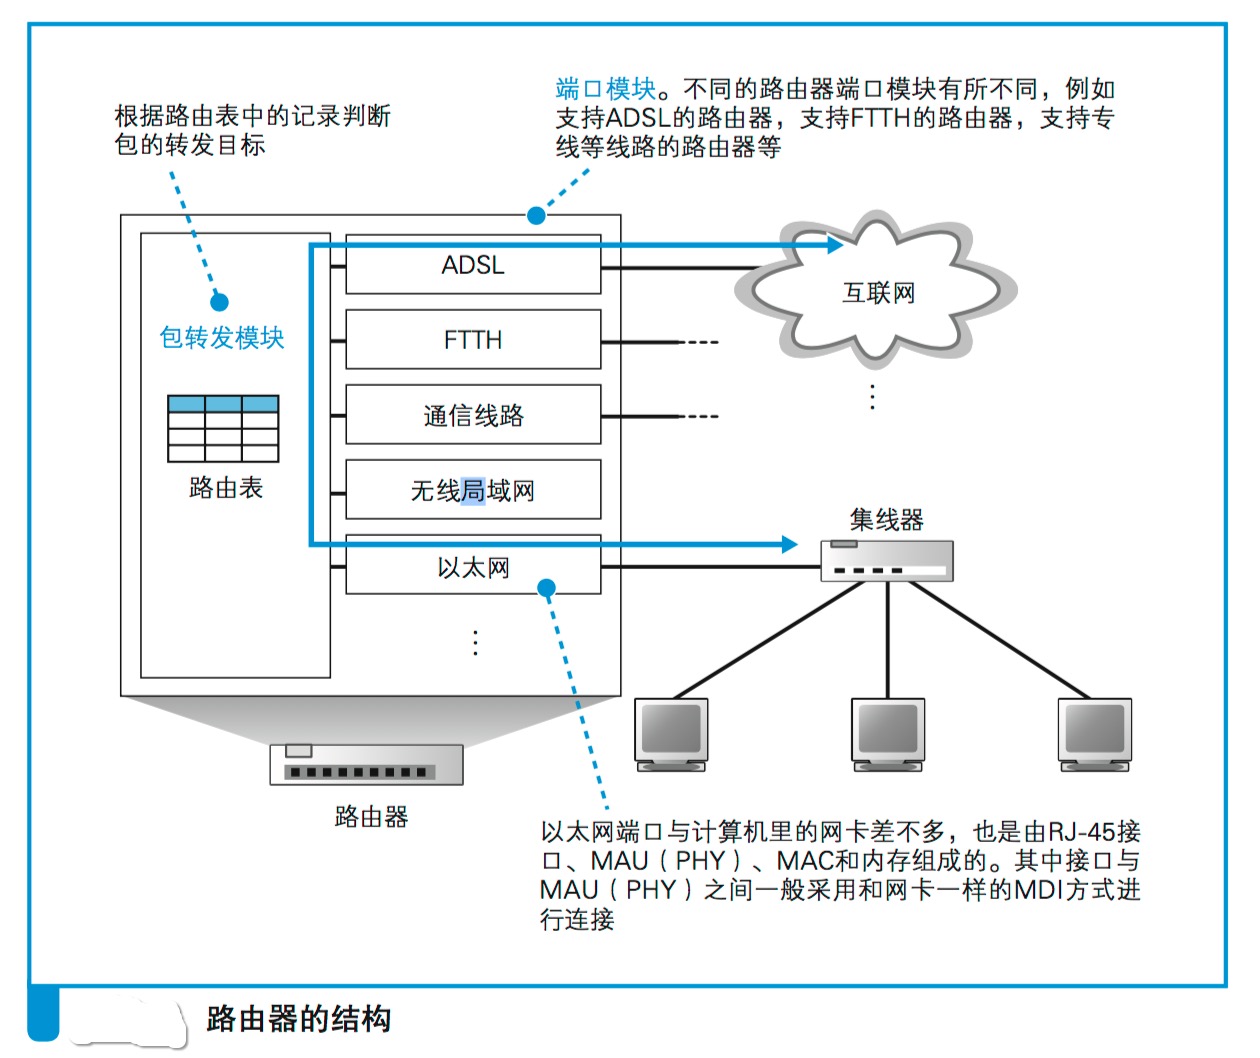 根据路由表中的记录判断
包的转发目标
端口模块。不同的路由器端口模块有所不同，例如
支持ADSL的路由器，支持FTTH的路由器，支持专
线等线路的路由器等
包转发模块
路由表
ADSL
FTTH
通信线路
无线局域网
以太网
⋮
互联网
⋮
集线器
路由器
以太网端口与计算机里的网卡差不多，也是由RJ-45接
口、MAU（PHY）、MAC和内存组成的。其中接口与
MAU（PHY）之间一般采用和网卡一样的MDI方式进
行连接
路由器的结构